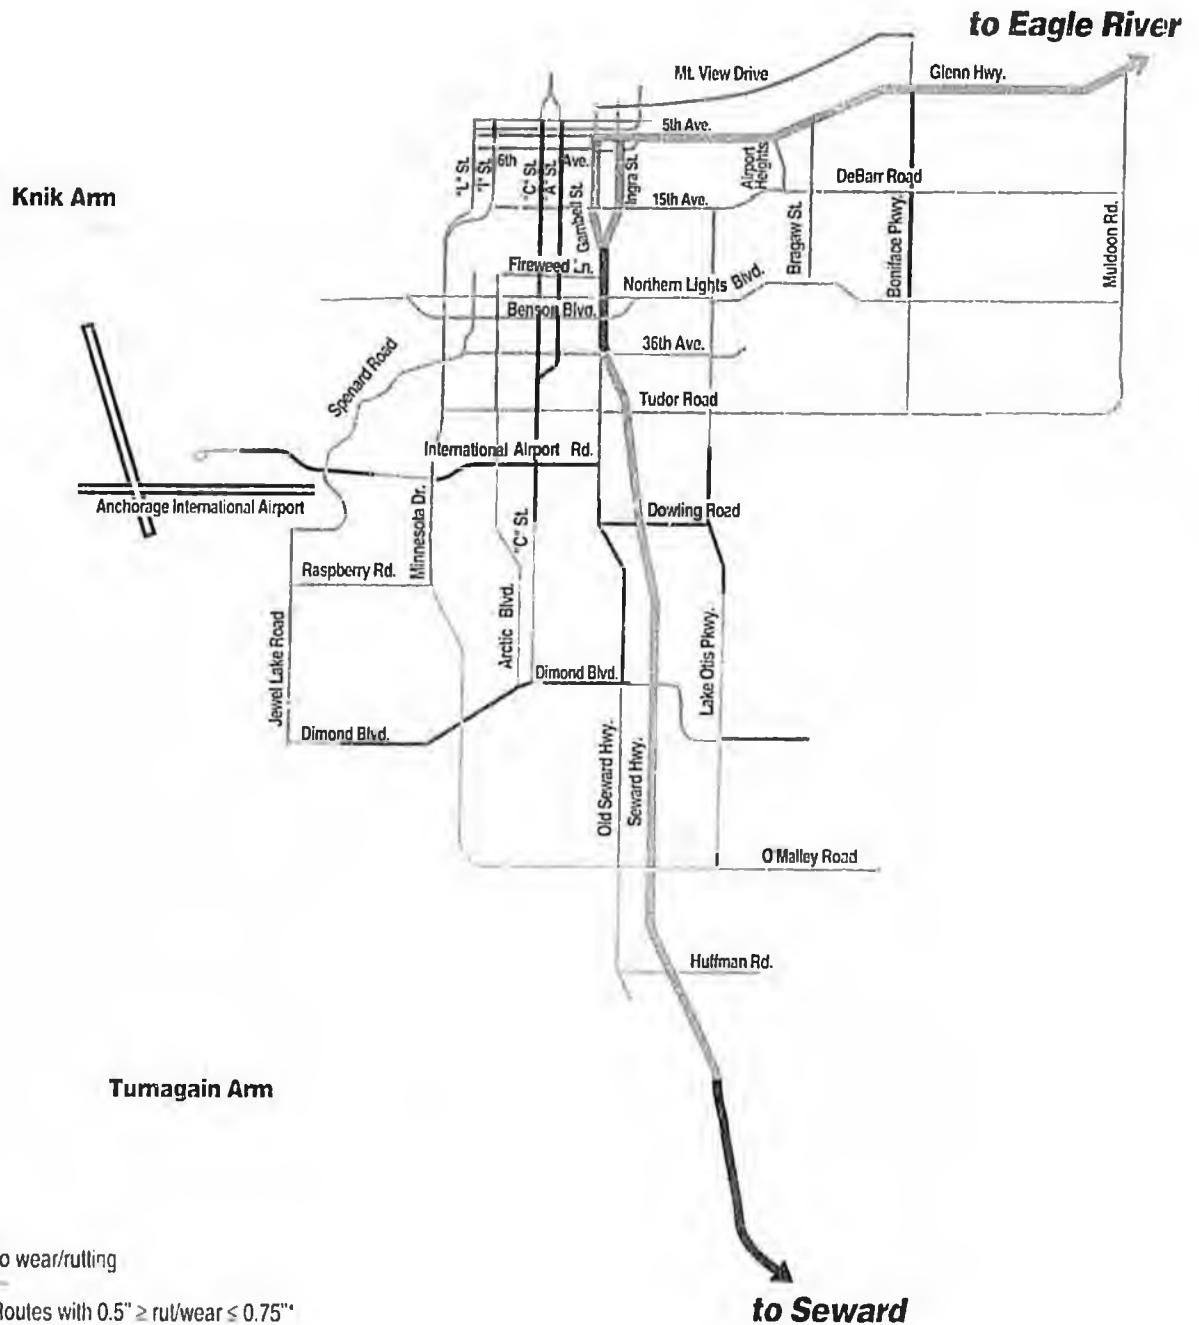 to Eagle River
Mt. View Drive
Glenn Hwy.
5th Ave.
"L" St.
"I" St.
6th Ave.
"C" St.
"A" St.
Gambell St.
Ingra St.
Airport Heights
DeBarr Road
Knik Arm
15th Ave.
Bragaw St.
Boniface Pkwy.
Muldoon Rd.
Fireweed Ln.
Northern Lights Blvd.
Benson Blvd.
36th Ave.
Spenard Road
Tudor Road
International Airport Rd.
Anchorage International Airport
Minnesota Dr.
"C" St.
Dowling Road
Raspberry Rd.
Arctic Blvd.
Jewel Lake Road
Dimond Blvd.
Lake Otis Pkwy.
Dimond Blvd.
Old Seward Hwy.
Seward Hwy.
O'Malley Road
Huffman Rd.
Turnagain Arm
o wear/rutting
Routes with 0.5" ≥ rut/wear ≤ 0.75"*
to Seward